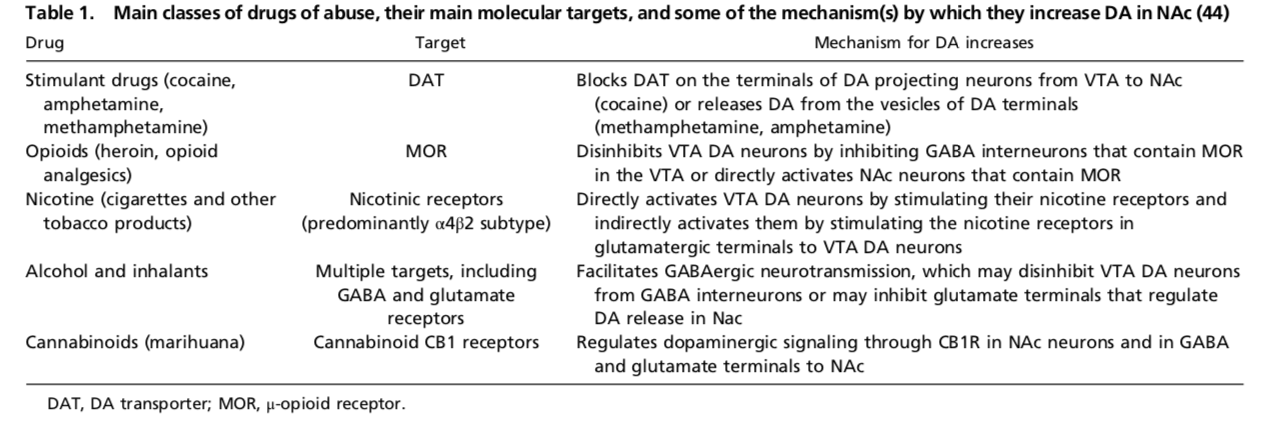 Table 1. Main classes of drugs of abuse, their main molecular targets, and some of the mechanism(s) by which they increase DA in NAc (44)
Drug Target Mechanism for DA increases
Stimulant drugs (cocaine, DAT Blocks DAT on the terminals of DA projecting neurons from VTA to NAc
amphetamine, (cocaine) or releases DA from the vesicles of DA terminals
methamphetamine) (methamphetamine, amphetamine)
Opioids (heroin, opioid MOR Disinhibits VTA DA neurons by inhibiting GABA interneurons that contain MOR
analgesics) in the VTA or directly activates NAc neurons that contain MOR
Nicotine (cigarettes and other Nicotinic receptors Directly activates VTA DA neurons by stimulating their nicotine receptors and
tobacco products) (predominantly α4β2 subtype) indirectly activates them by stimulating the nicotine receptors in
glutamatergic terminals to VTA DA neurons
Alcohol and inhalants Multiple targets, including Facilitates GABAergic neurotransmission, which may disinhibit VTA DA neurons
GABA and glutamate from GABA interneurons or may inhibit glutamate terminals that regulate
receptors DA release in Nac
Cannabinoids (marihuana) Cannabinoid CB1 receptors Regulates dopaminergic signaling through CB1R in NAc neurons and in GABA
and glutamate terminals to NAc
DAT, DA transporter; MOR, μ-opioid receptor.